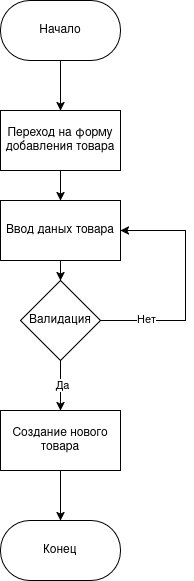 Начало
Переход на форму
добавления товара
Ввод даных товара
Валидация
Нет
Да
Создание нового
товара
Конец